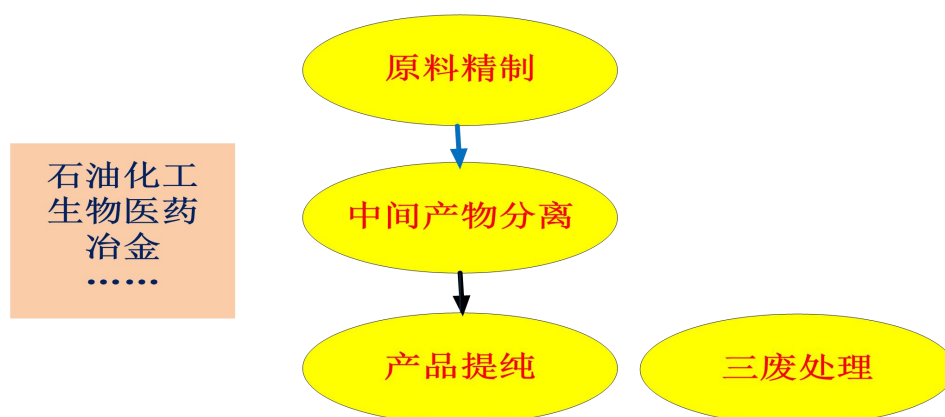 原料精制
石油化工
生物医药
冶金
……
中间产物分离
产品提纯
三废处理